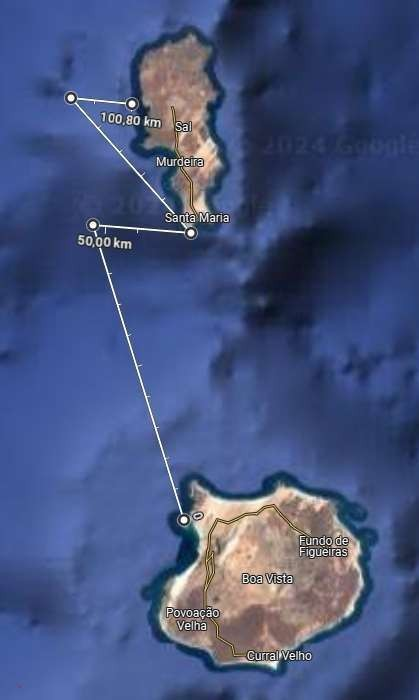 100,80 km
Sal
© 2024 Google
Murdeira
Santa Maria
50,00 km
Fundo de
Figueiras
Boa Vista
Povoação
Velha
Curral Velho